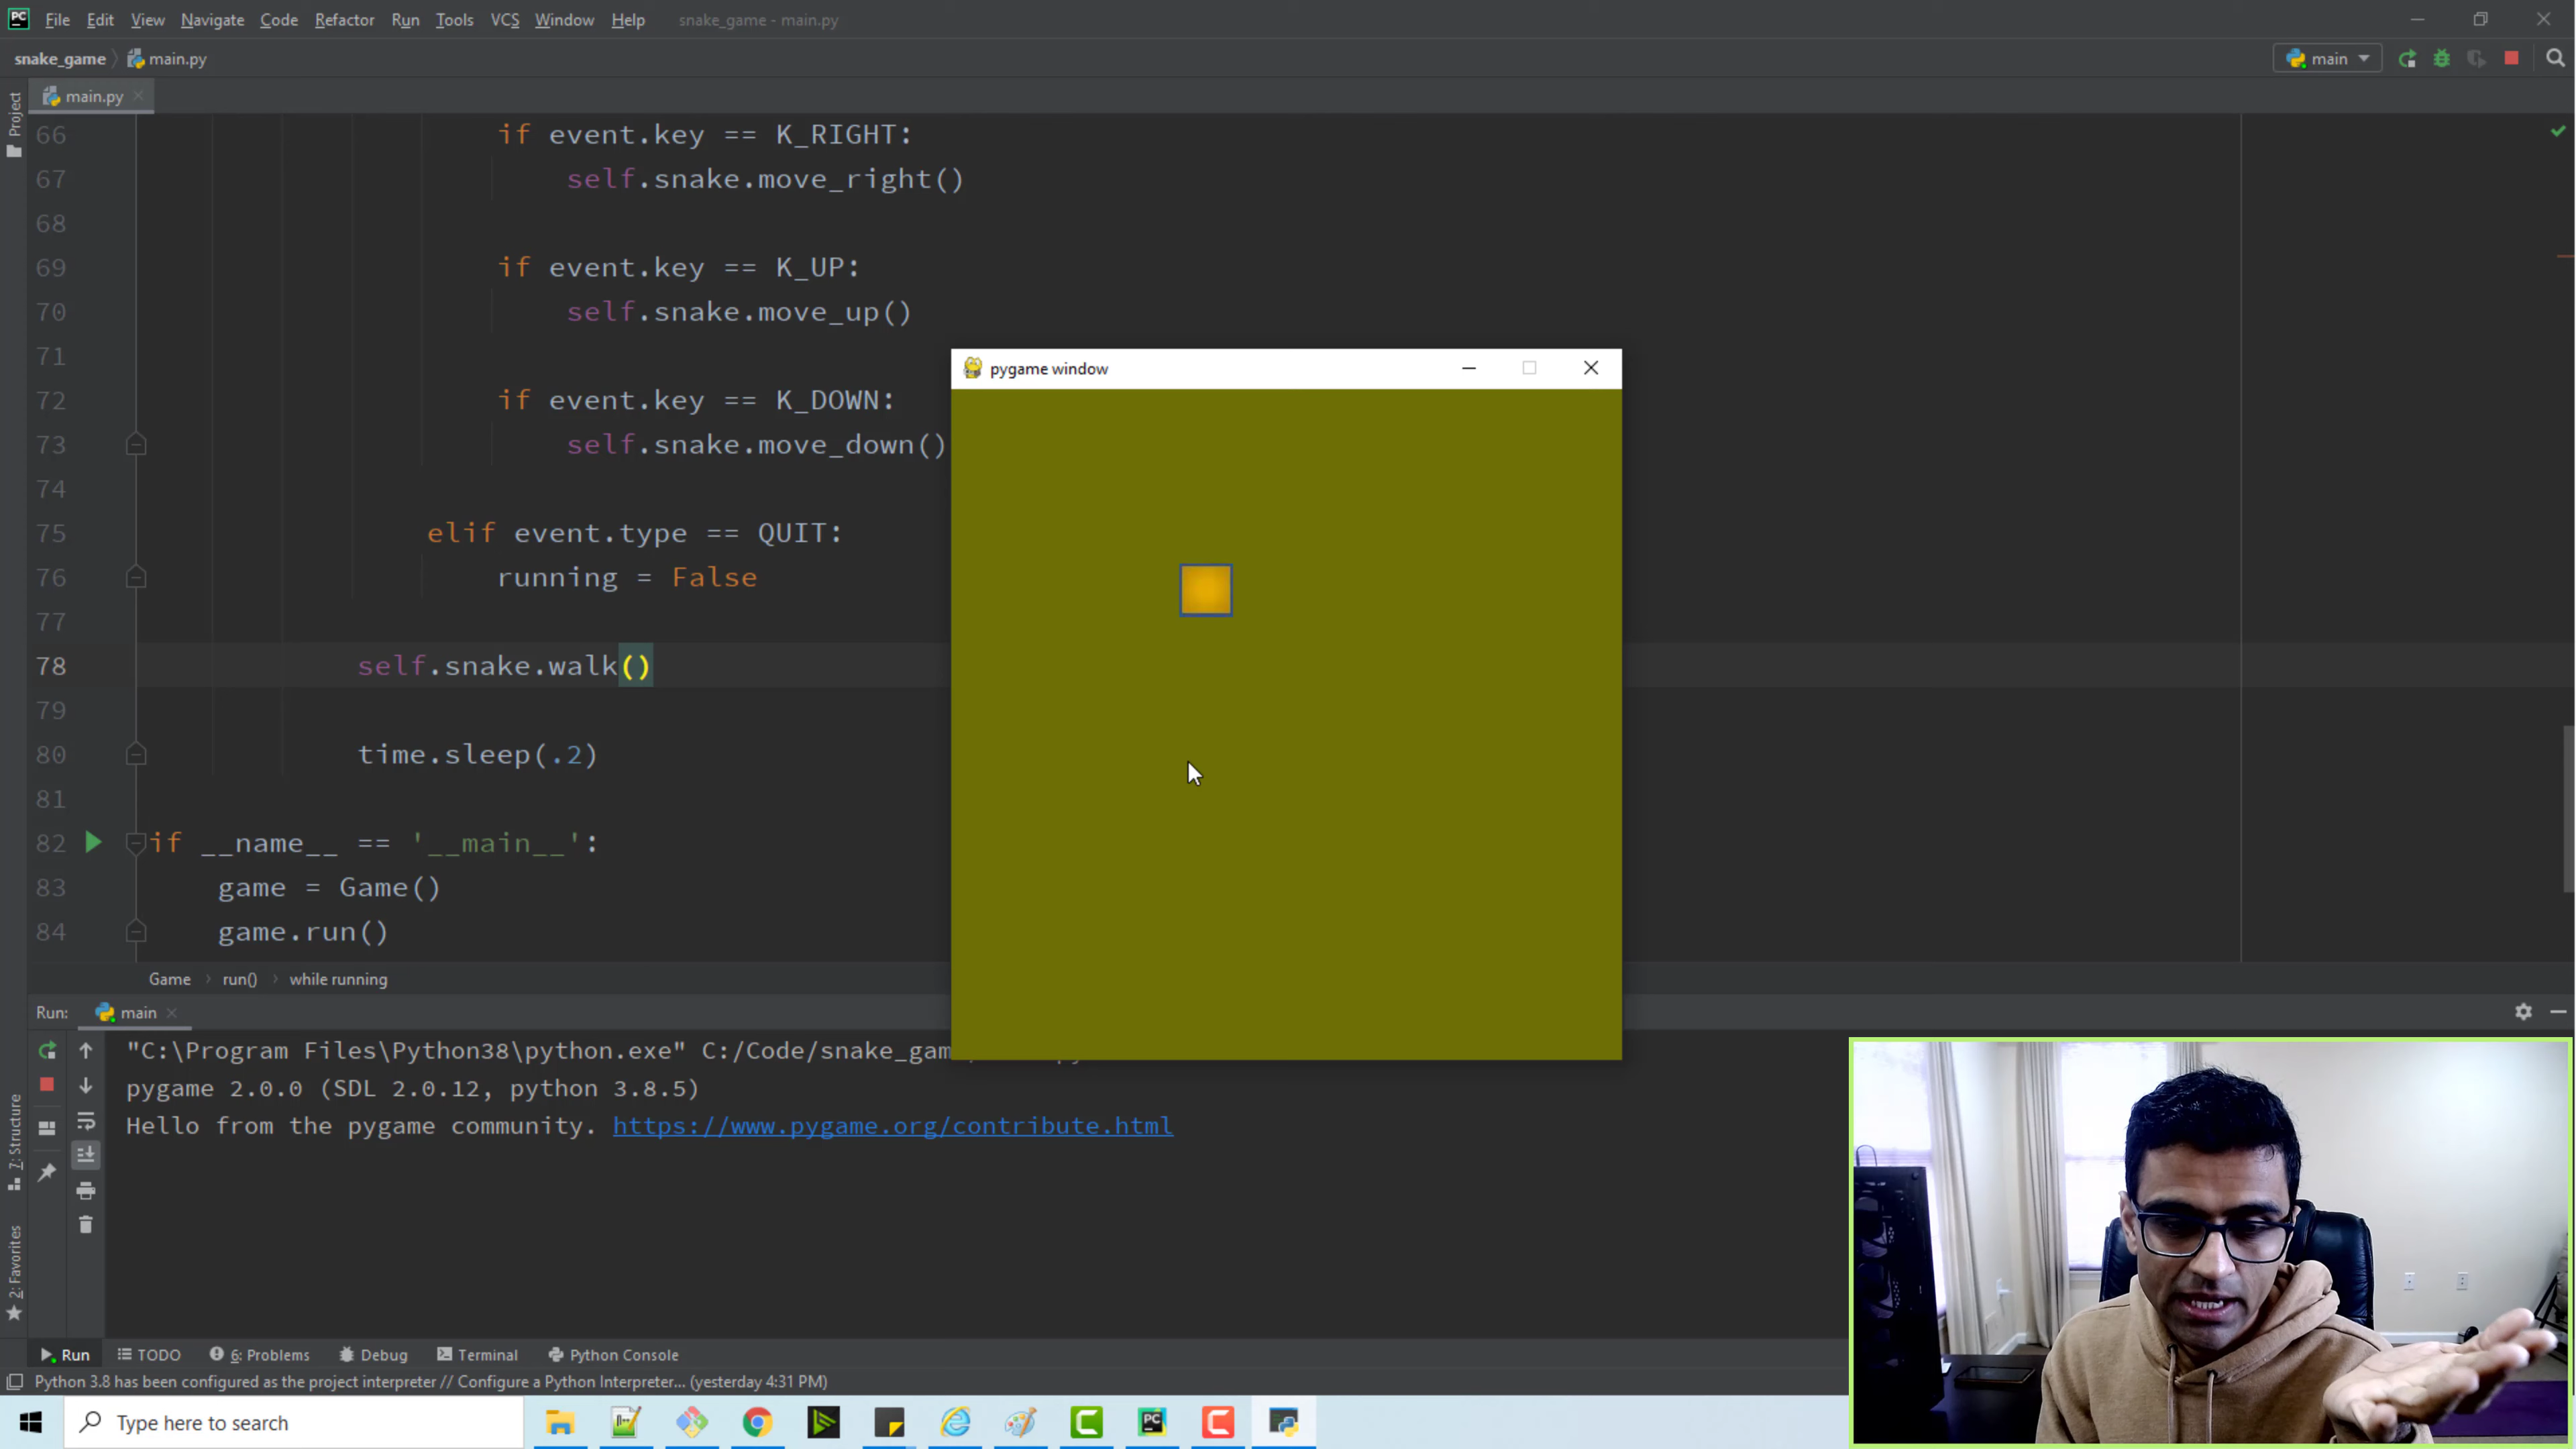 PC File Edit View Navigate Code Refactor Run Tools VCS Window Help snake_game - main.py
snake_game main.py main
Project
main.py
66 if event.key == K_RIGHT:
67 self.snake.move_right()
68
69 if event.key == K_UP:
70 self.snake.move_up()
71
72 if event.key == K_DOWN:
73 self.snake.move_down()
74
75 elif event.type == QUIT:
76 running = False
77
78 self.snake.walk()
79
80 time.sleep(.2)
81
82 if __name__ == '__main__':
83 game = Game()
84 game.run()
pygame window
Game run() while running
Run: main
"C:\Program Files\Python38\python.exe" C:/Code/snake_gam
pygame 2.0.0 (SDL 2.0.12, python 3.8.5)
Hello from the pygame community. https://www.pygame.org/contribute.html
7: Structure
2: Favorites
Run TODO 6: Problems Debug Terminal Python Console
Python 3.8 has been configured as the project interpreter // Configure a Python Interpreter... (yesterday 4:31 PM)
Type here to search